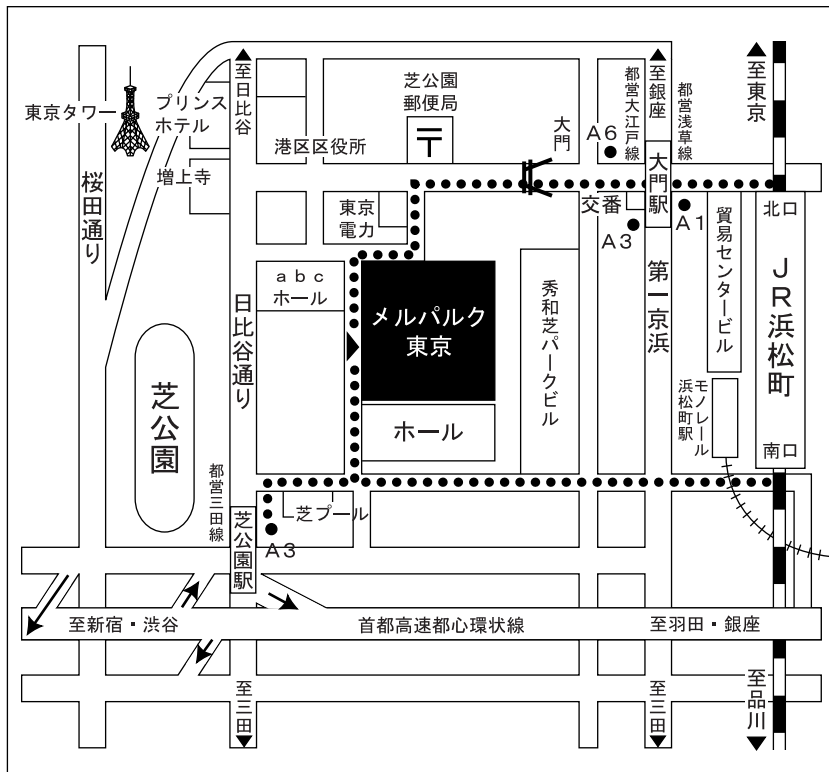 至日比谷
都営大江戸線
至銀座
都営浅草線
至東京
東京タワー
プリンス
ホテル
芝公園
郵便局
〒
大門
A6
港区区役所
増上寺
桜田通り
東京
電力
交番
大門駅
A1
A3
北口
貿易センタービル
abc
ホール
メルパルク
東京
秀和芝パークビル
第一京浜
JR浜松町
日比谷通り
芝公園
ホール
モノレール
浜松町駅
南口
都営三田線
芝プール
A3
芝公園駅
至新宿・渋谷
首都高速都心環状線
至羽田・銀座
至三田
至三田
至品川